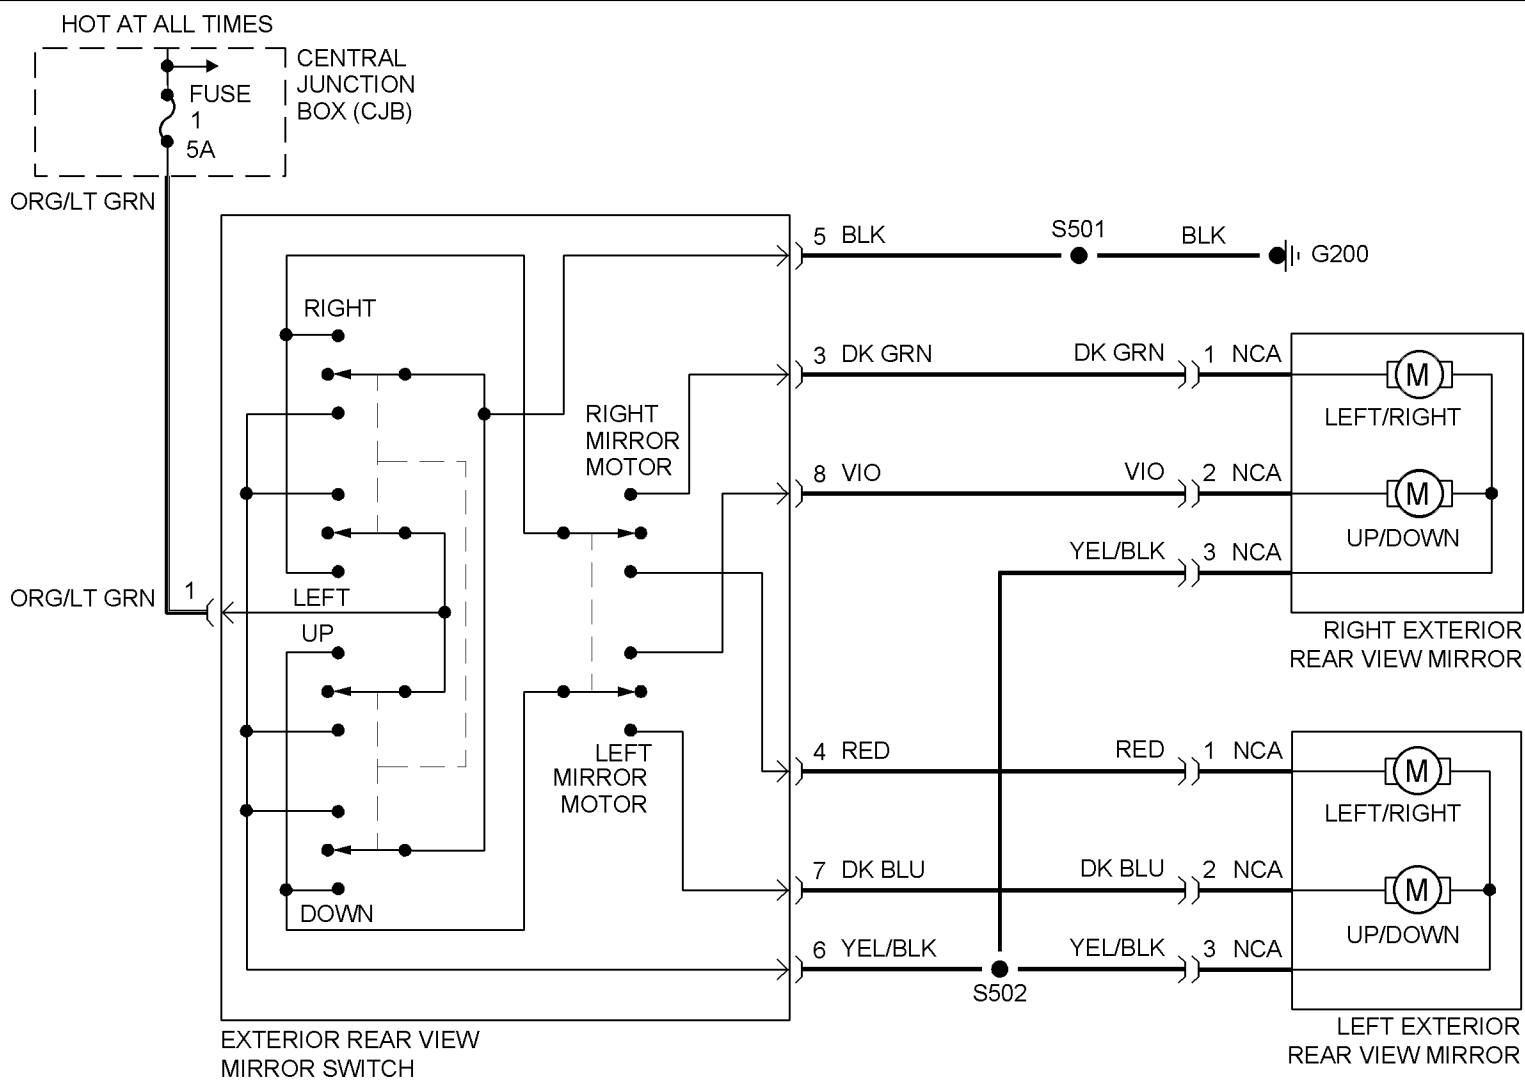 HOT AT ALL TIMES
CENTRAL
JUNCTION
BOX (CJB)
FUSE
1
5A
ORG/LT GRN
5 BLK
S501
BLK
G200
RIGHT
3 DK GRN
DK GRN
1 NCA
M
LEFT/RIGHT
RIGHT
MIRROR
MOTOR
8 VIO
VIO
2 NCA
M
UP/DOWN
YEL/BLK
3 NCA
ORG/LT GRN
1
LEFT
UP
RIGHT EXTERIOR
REAR VIEW MIRROR
LEFT
MIRROR
MOTOR
4 RED
RED
1 NCA
M
LEFT/RIGHT
7 DK BLU
DK BLU
2 NCA
M
UP/DOWN
DOWN
6 YEL/BLK
S502
YEL/BLK
3 NCA
EXTERIOR REAR VIEW
MIRROR SWITCH
LEFT EXTERIOR
REAR VIEW MIRROR